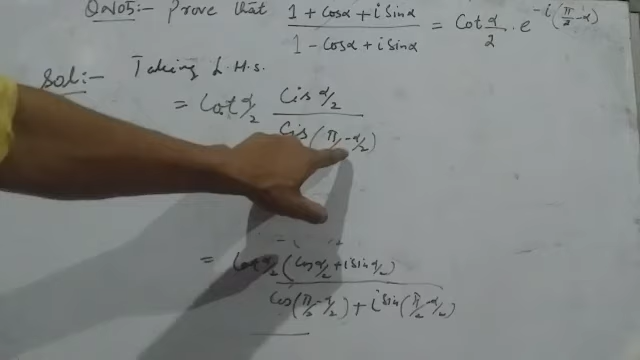 QNo5:- Prove that (1 + Cosα + i Sinα)/(1 - Cosα + i Sinα) = Cot α/2 . e^(-i(π/2 - α))
Sol:- Taking L.H.S.
= Cot α/2 (Cis α/2)/(Cis(π/2 - α/2))
= Cot α/2 (Cos α/2 + i Sin α/2)/(Cos(π/2 - α/2) + i Sin(π/2 - α/2))